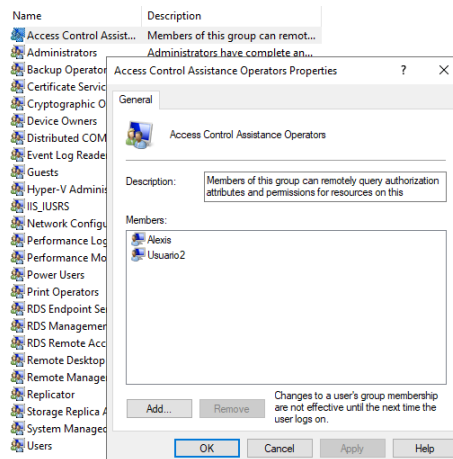 Name Description
Access Control Assist... Members of this group can remot...
Administrators Administrators have complete an...
Backup Operator
Certificate Servic
Cryptographic O
Device Owners
Distributed COM
Event Log Reade
Guests
Hyper-V Adminis
IIS_IUSRS
Network Configu
Performance Log
Performance Mo
Power Users
Print Operators
RDS Endpoint Se
RDS Managemer
RDS Remote Acc
Remote Desktop
Remote Manage
Replicator
Storage Replica A
System Managed
Users
Access Control Assistance Operators Properties ? X
General
Access Control Assistance Operators
Description: Members of this group can remotely query authorization
attributes and permissions for resources on this
Members:
Alexis
Usuario2
Add... Remove
Changes to a user's group membership
are not effective until the next time the
user logs on.
OK Cancel Apply Help